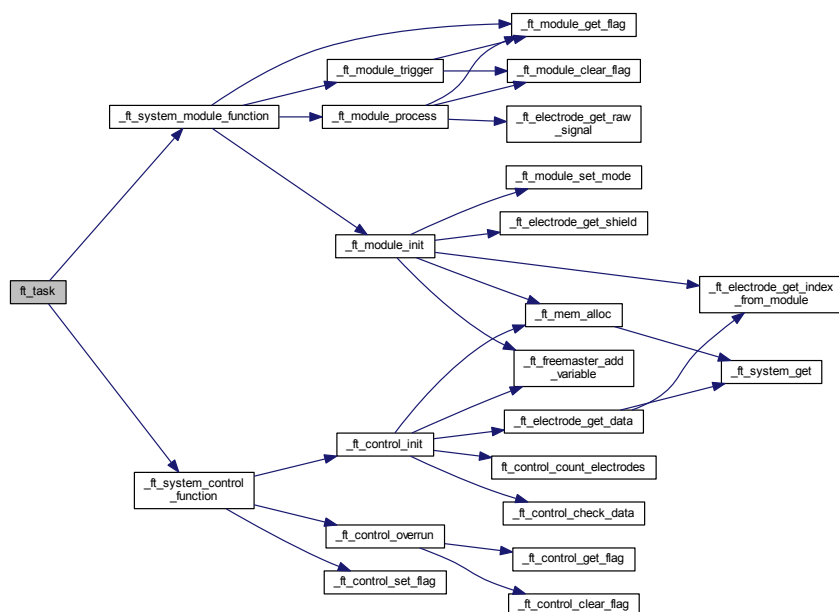 _ft_module_get_flag
_ft_module_trigger
_ft_module_clear_flag
_ft_system_module_function
_ft_module_process
_ft_electrode_get_raw
_signal
_ft_module_set_mode
_ft_electrode_get_shield
_ft_module_init
ft_task
_ft_electrode_get_index
_from_module
_ft_mem_alloc
_ft_freemaster_add
_variable
_ft_system_get
_ft_electrode_get_data
_ft_control_init
ft_control_count_electrodes
_ft_system_control
_function
_ft_control_check_data
_ft_control_overrun
_ft_control_get_flag
_ft_control_set_flag
_ft_control_clear_flag